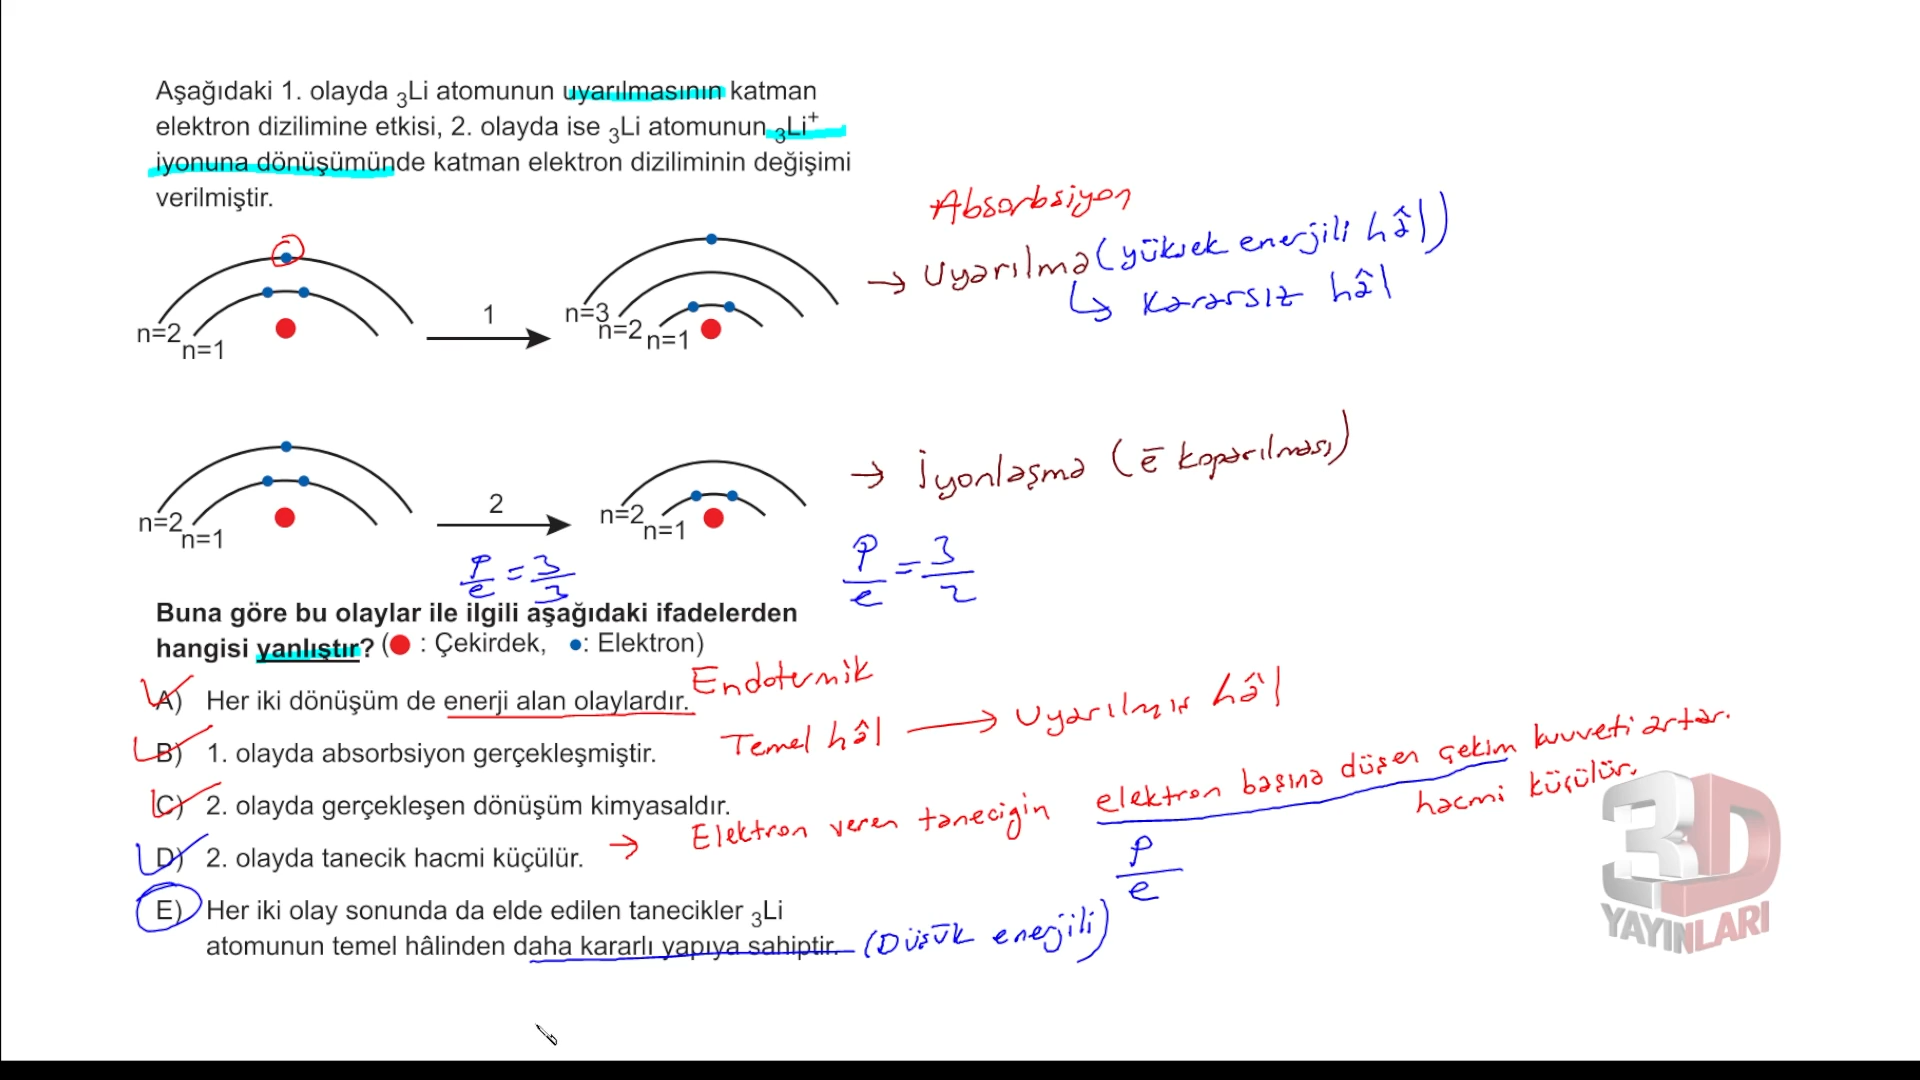 Aşağıdaki 1. olayda ₃Li atomunun uyarılmasının katman
elektron dizilimine etkisi, 2. olayda ise ₃Li atomunun ₃Li⁺
iyonuna dönüşümünde katman elektron diziliminin değişimi
verilmiştir.
Absorbsiyon
→ Uyarılma (yüksek enerjili hâl)
↳ Kararsız hâl
n=2
n=1
1
n=3
n=2
n=1
→ İyonlaşma (ē koparılması)
n=2
n=1
2
n=2
n=1
p/e = 3/3
p/e = 3/2
Buna göre bu olaylar ile ilgili aşağıdaki ifadelerden
hangisi yanlıştır? (● : Çekirdek, ●: Elektron)
A) Her iki dönüşüm de enerji alan olaylardır. Endotermik
Temel hâl → Uyarılmış hâl
B) 1. olayda absorbsiyon gerçekleşmiştir.
C) 2. olayda gerçekleşen dönüşüm kimyasaldır.
D) 2. olayda tanecik hacmi küçülür.
→ Elektron veren taneciğin elektron başına düşen çekim kuvveti artar.
hacmi küçülür.
p/e
E) Her iki olay sonunda da elde edilen tanecikler ₃Li
atomunun temel hâlinden daha kararlı yapıya sahiptir. (Düşük enerjili)
3D
YAYINLARI